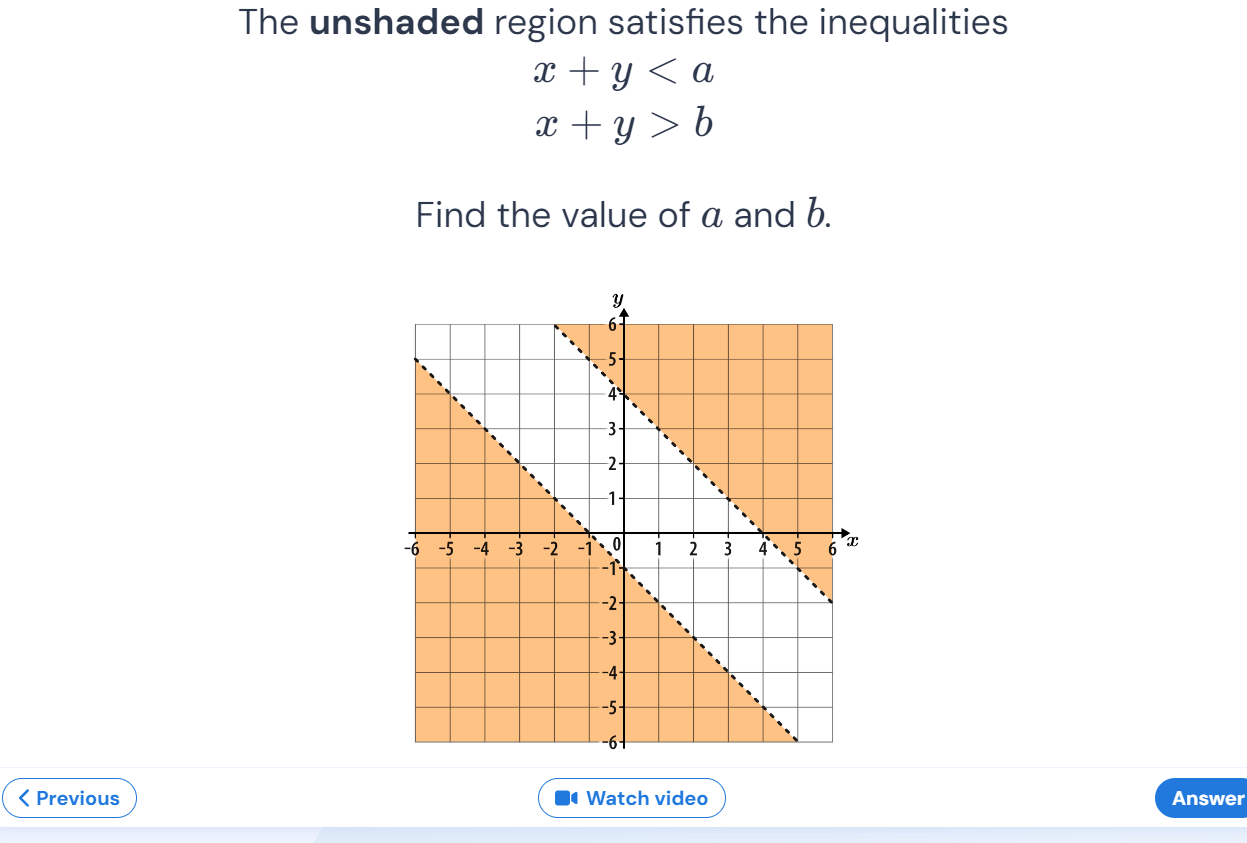 The unshaded region satisfies the inequalities
x + y < a
x + y > b
Find the value of a and b.
y
6
5
4
3
2
1
-6 -5 -4 -3 -2 -1 0 1 2 3 4 5 6 x
-1
-2
-3
-4
-5
-6
Previous
Watch video
Answer